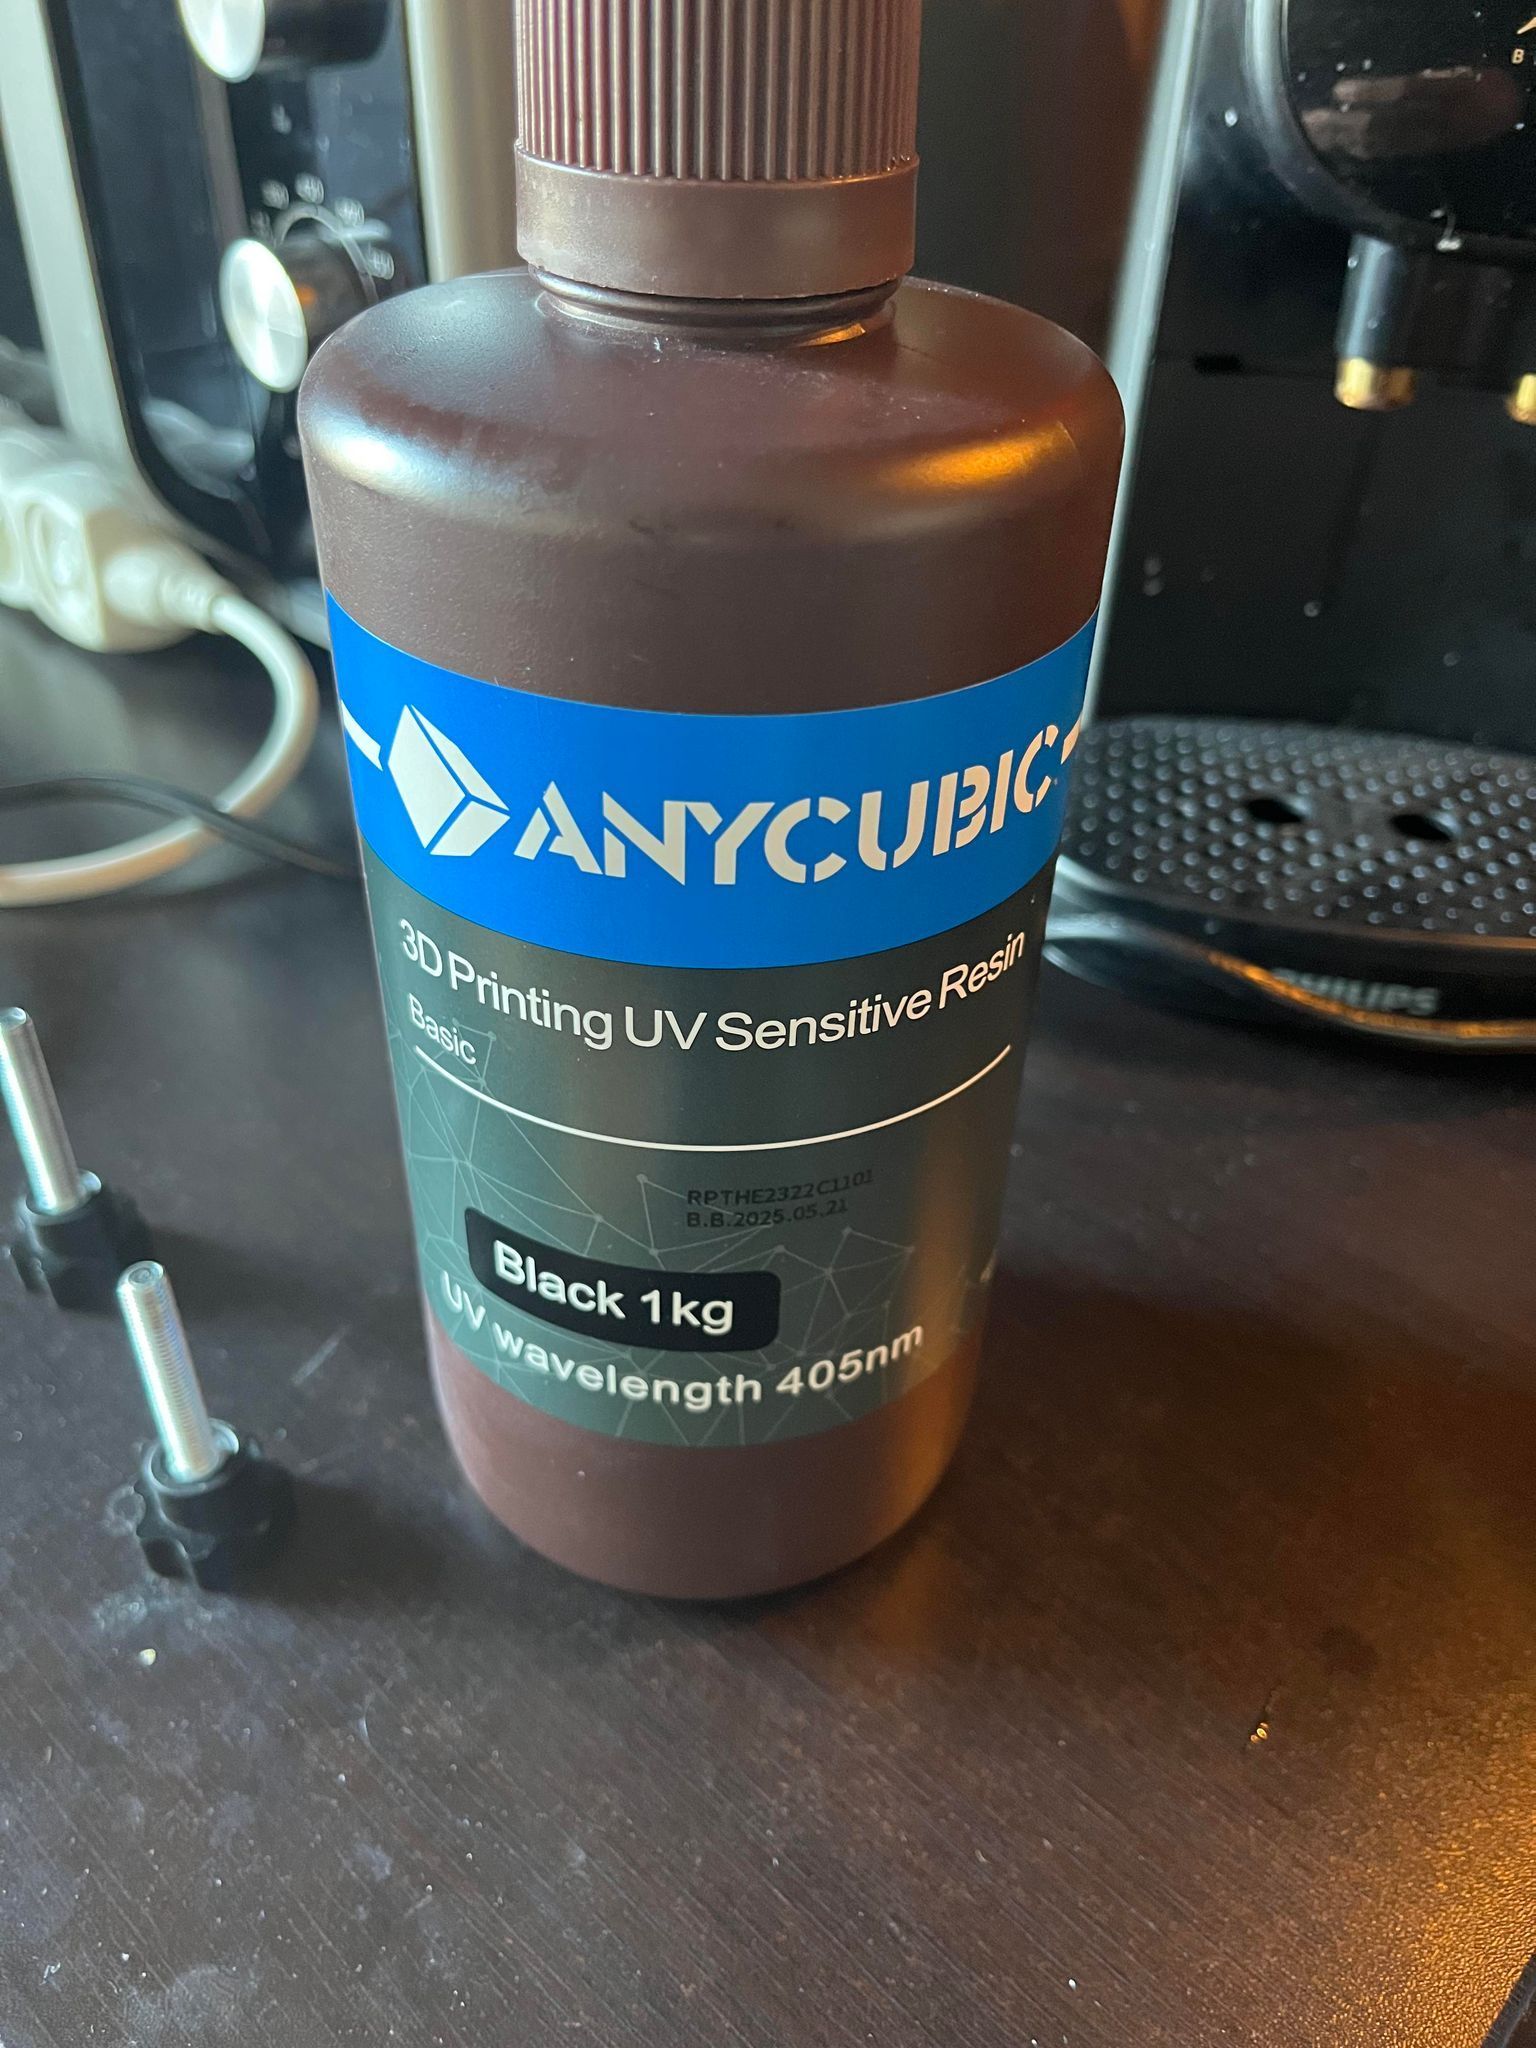 ANYCUBIC
3D Printing UV Sensitive Resin
Basic
RPTHE2322C1101
B.B.2025.05.21
Black 1kg
UV wavelength 405nm
PHILIPS